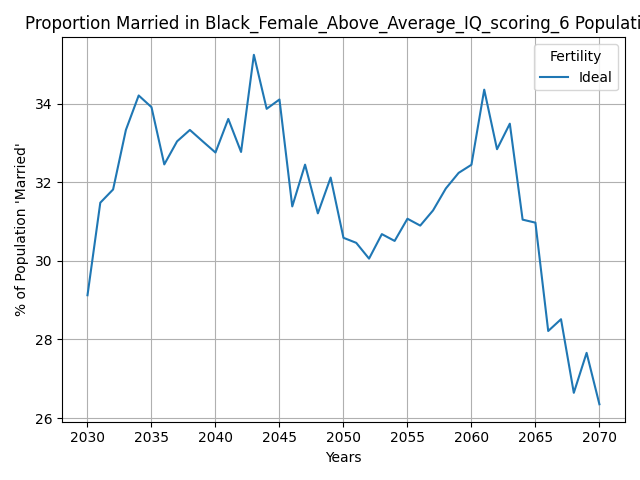 Proportion Married in Black_Female_Above_Average_IQ_scoring_6 Populati
Fertility
Ideal
% of Population 'Married'
34
32
30
28
26
2030 2035 2040 2045 2050 2055 2060 2065 2070
Years